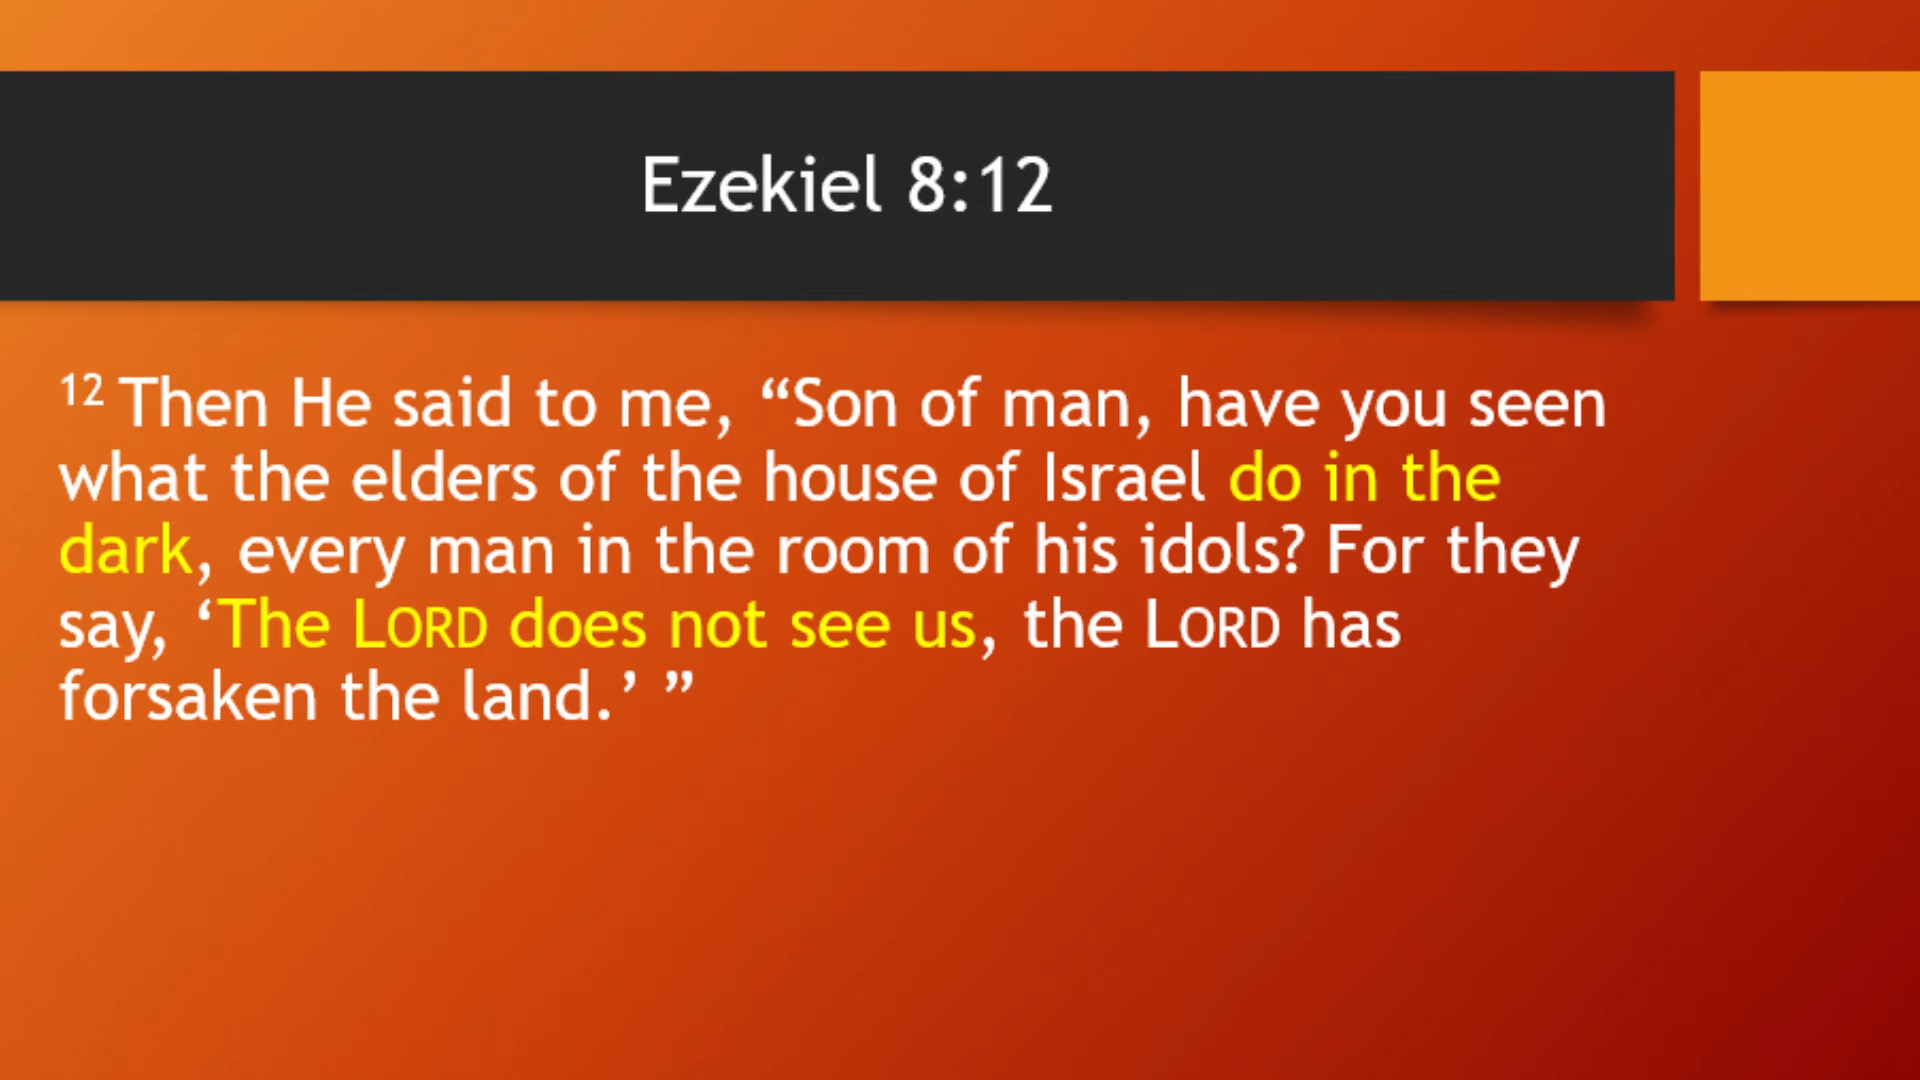 Ezekiel 8:12
12 Then He said to me, “Son of man, have you seen
what the elders of the house of Israel do in the
dark, every man in the room of his idols? For they
say, ‘The LORD does not see us, the LORD has
forsaken the land.’ ”